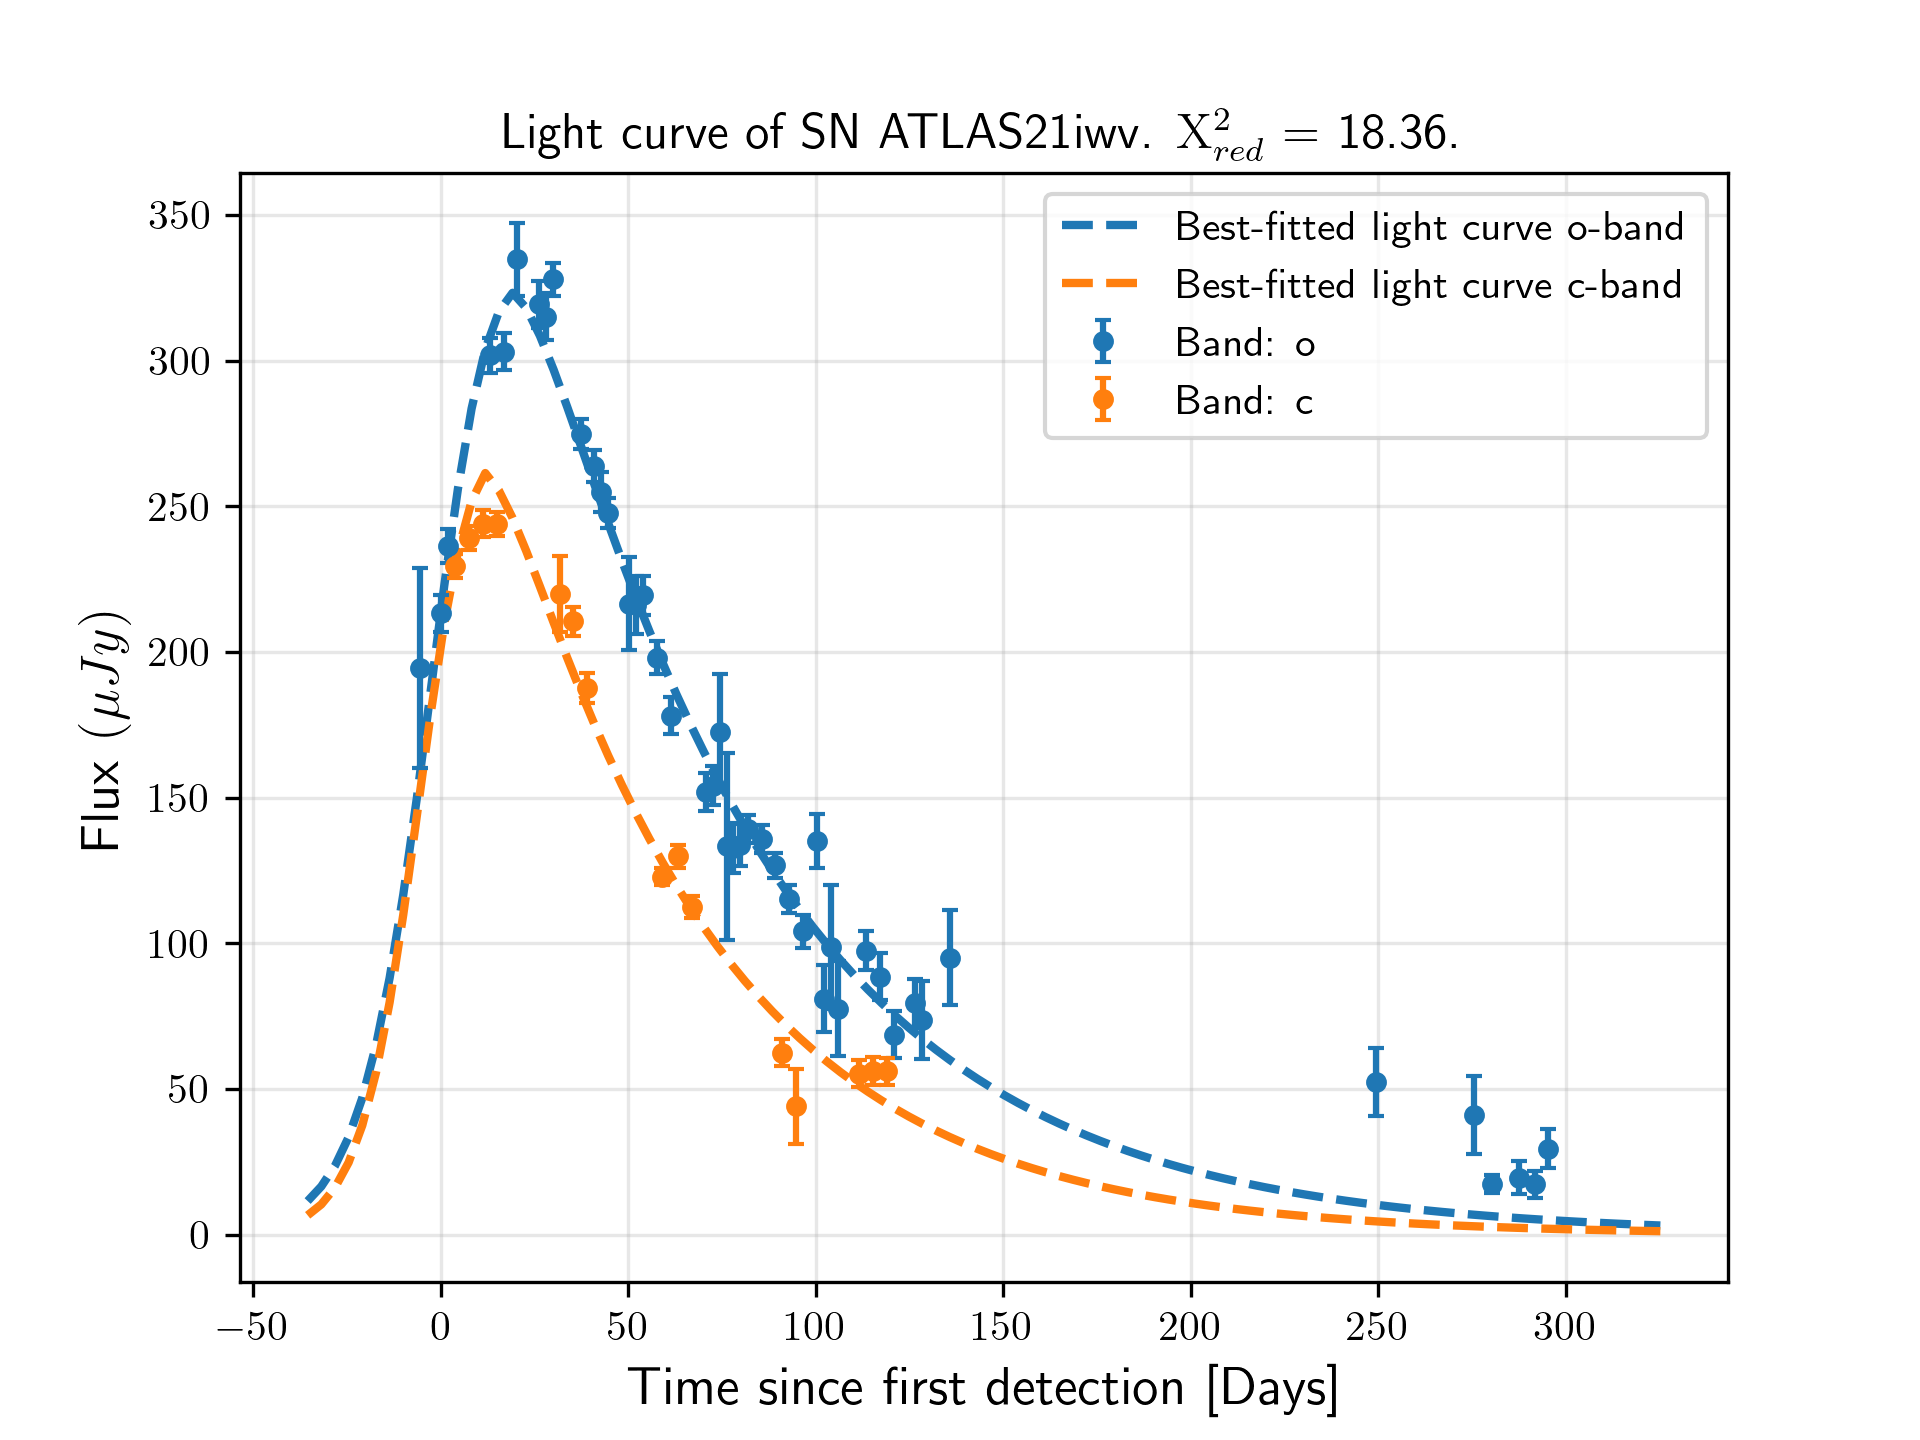 Light curve of SN ATLAS21iwv. Χ²_red = 18.36.
Best-fitted light curve o-band
Best-fitted light curve c-band
Band: o
Band: c
Flux (μJy)
350
300
250
200
150
100
50
0
−50 0 50 100 150 200 250 300
Time since first detection [Days]